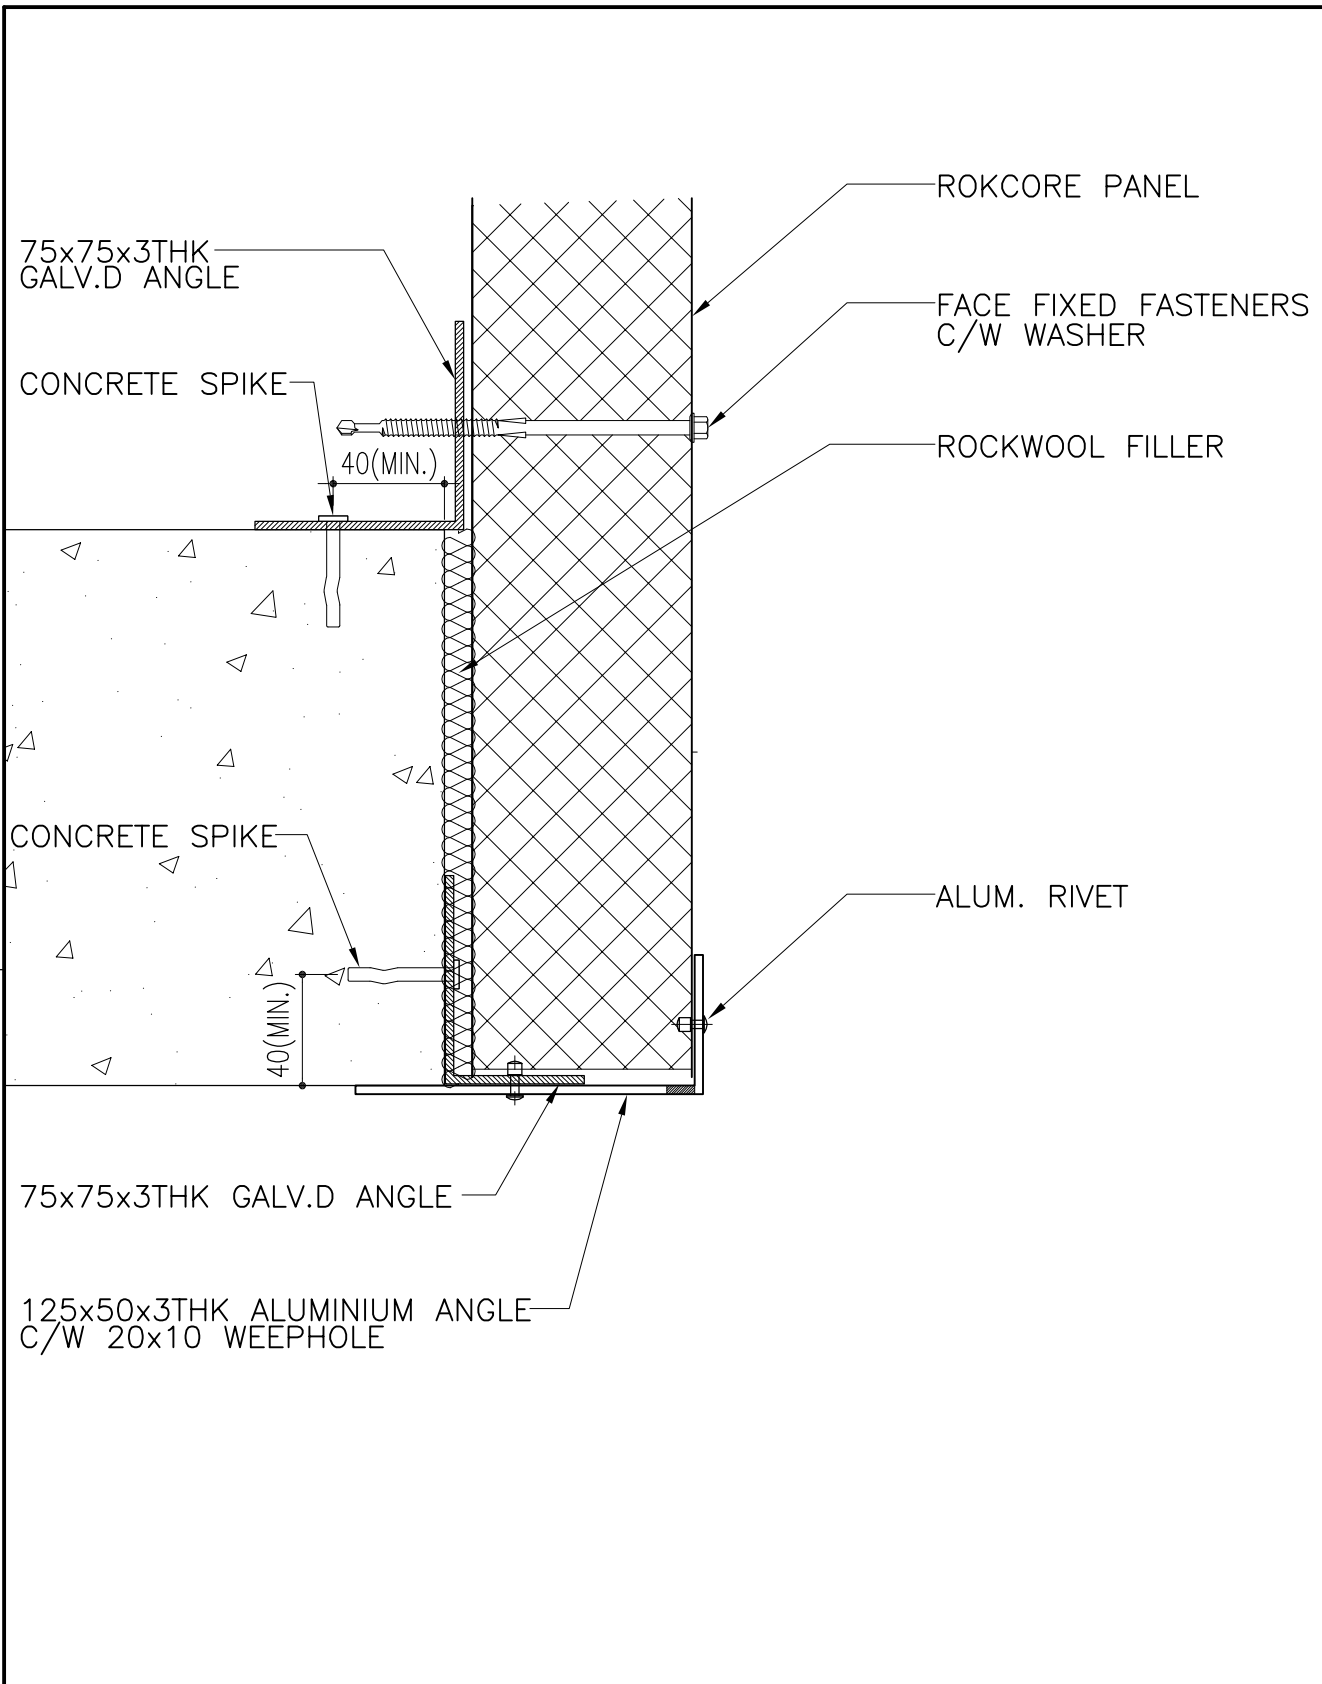 ROKCORE PANEL
75x75x3THK
GALV.D ANGLE
FACE FIXED FASTENERS
C/W WASHER
CONCRETE SPIKE
ROCKWOOL FILLER
40(MIN.)
CONCRETE SPIKE
ALUM. RIVET
40(MIN.)
75x75x3THK GALV.D ANGLE
125x50x3THK ALUMINIUM ANGLE
C/W 20x10 WEEPHOLE